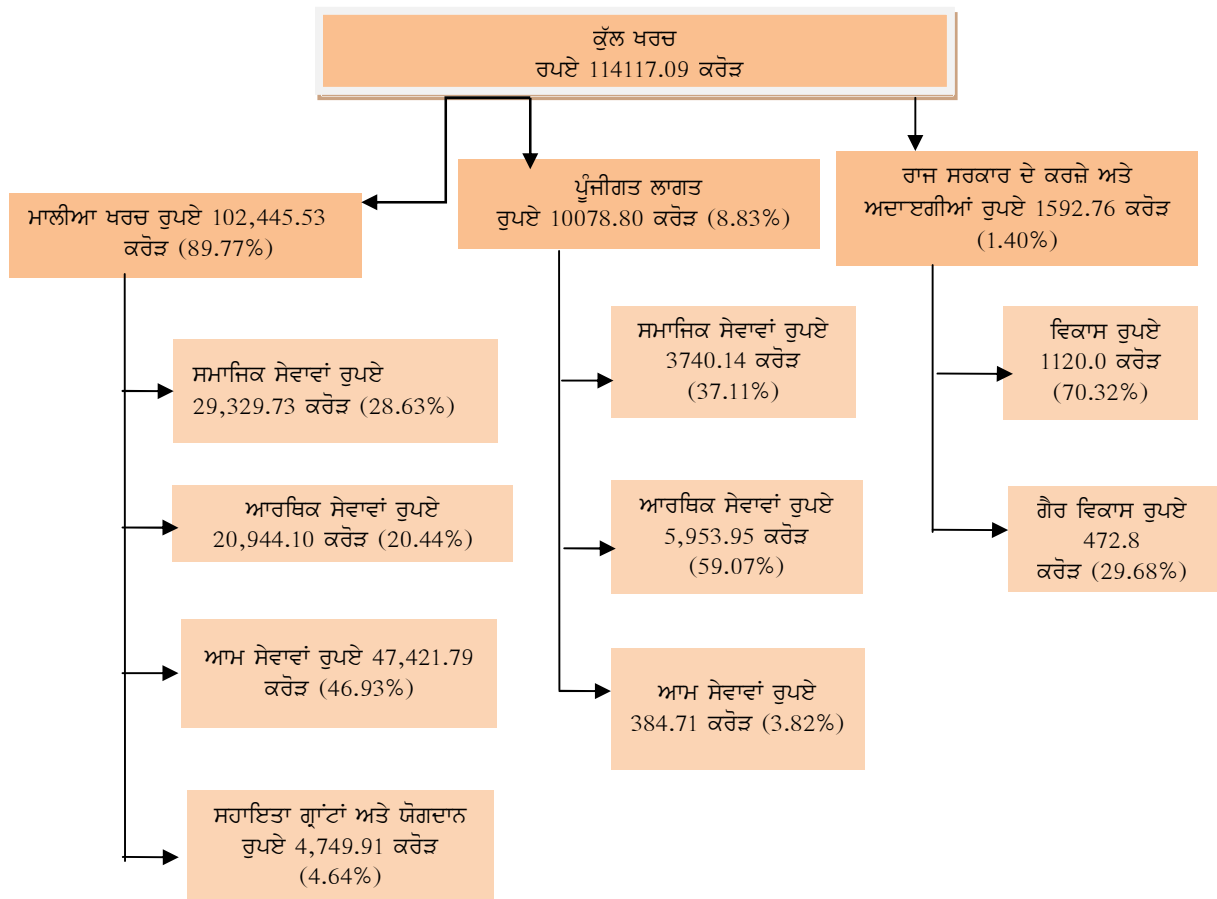 ਕੁੱਲ ਖਰਚ
ਰਪਏ 114117.09 ਕਰੋੜ
ਮਾਲੀਆ ਖਰਚ ਰੁਪਏ 102,445.53
ਕਰੋੜ (89.77%)
ਸਮਾਜਿਕ ਸੇਵਾਵਾਂ ਰੁਪਏ
29,329.73 ਕਰੋੜ (28.63%)
ਆਰਥਿਕ ਸੇਵਾਵਾਂ ਰੁਪਏ
20,944.10 ਕਰੋੜ (20.44%)
ਆਮ ਸੇਵਾਵਾਂ ਰੁਪਏ 47,421.79
ਕਰੋੜ (46.93%)
ਸਹਾਇਤਾ ਗ੍ਰਾਂਟਾਂ ਅਤੇ ਯੋਗਦਾਨ
ਰੁਪਏ 4,749.91 ਕਰੋੜ
(4.64%)
ਪੂੰਜੀਗਤ ਲਾਗਤ
ਰੁਪਏ 10078.80 ਕਰੋੜ (8.83%)
ਸਮਾਜਿਕ ਸੇਵਾਵਾਂ ਰੁਪਏ
3740.14 ਕਰੋੜ
(37.11%)
ਆਰਥਿਕ ਸੇਵਾਵਾਂ ਰੁਪਏ
5,953.95 ਕਰੋੜ
(59.07%)
ਆਮ ਸੇਵਾਵਾਂ ਰੁਪਏ
384.71 ਕਰੋੜ (3.82%)
ਰਾਜ ਸਰਕਾਰ ਦੇ ਕਰਜ਼ੇ ਅਤੇ
ਅਦਾਏਗੀਆਂ ਰੁਪਏ 1592.76 ਕਰੋੜ
(1.40%)
ਵਿਕਾਸ ਰੁਪਏ
1120.0 ਕਰੋੜ
(70.32%)
ਗੈਰ ਵਿਕਾਸ ਰੁਪਏ
472.8
ਕਰੋੜ (29.68%)